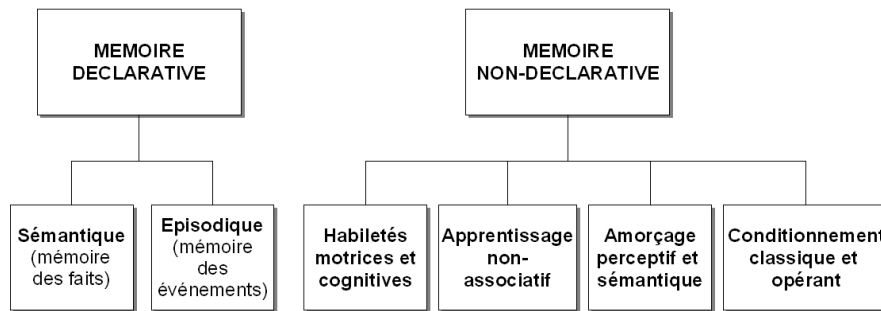 MEMOIRE
DECLARATIVE
MEMOIRE
NON-DECLARATIVE
Sémantique
(mémoire
des faits)
Episodique
(mémoire
des
événements)
Habiletés
motrices et
cognitives
Apprentissage
non-
associatif
Amorçage
perceptif et
sémantique
Conditionnement
classique et
opérant